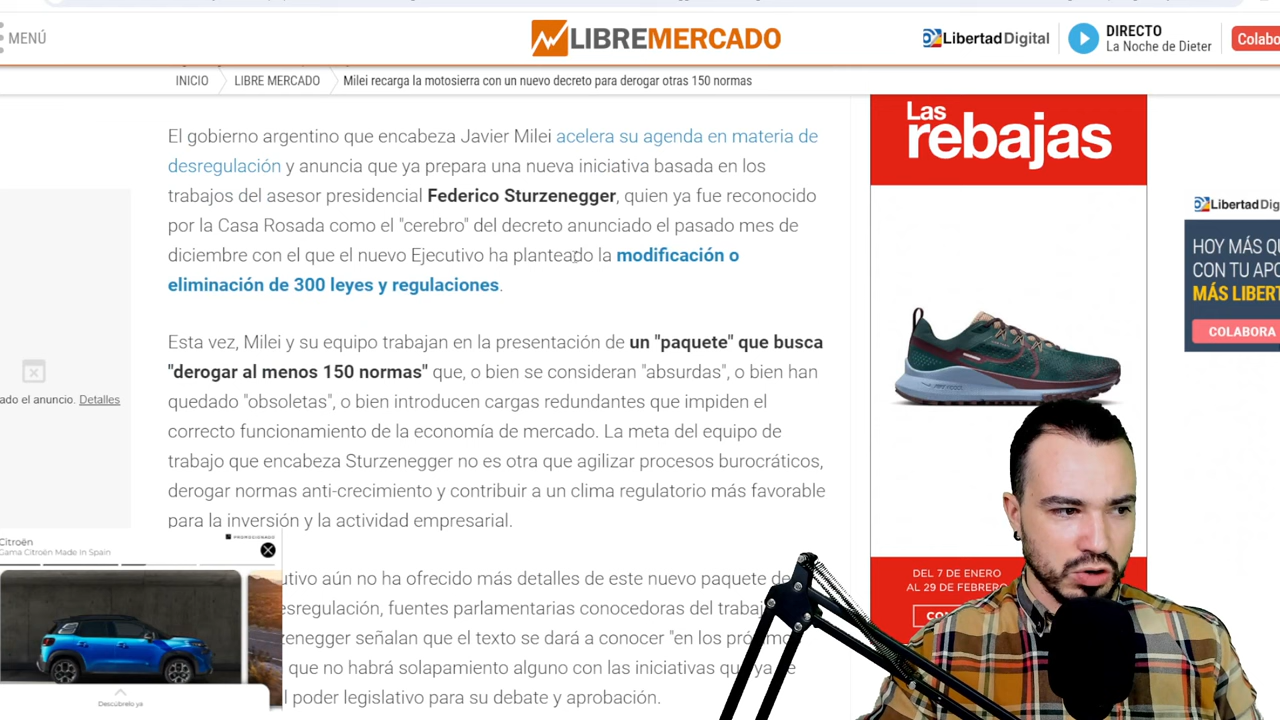 MENÚ
LIBREMERCADO
LibertadDigital
DIRECTO
La Noche de Dieter
Colabo
INICIO
LIBRE MERCADO
Milei recarga la motosierra con un nuevo decreto para derogar otras 150 normas
El gobierno argentino que encabeza Javier Milei acelera su agenda en materia de
desregulación y anuncia que ya prepara una nueva iniciativa basada en los
trabajos del asesor presidencial Federico Sturzenegger, quien ya fue reconocido
por la Casa Rosada como el "cerebro" del decreto anunciado el pasado mes de
diciembre con el que el nuevo Ejecutivo ha planteado la modificación o
eliminación de 300 leyes y regulaciones.
Esta vez, Milei y su equipo trabajan en la presentación de un "paquete" que busca
"derogar al menos 150 normas" que, o bien se consideran "absurdas", o bien han
quedado "obsoletas", o bien introducen cargas redundantes que impiden el
correcto funcionamiento de la economía de mercado. La meta del equipo de
trabajo que encabeza Sturzenegger no es otra que agilizar procesos burocráticos,
derogar normas anti-crecimiento y contribuir a un clima regulatorio más favorable
para la inversión y la actividad empresarial.
utivo aún no ha ofrecido más detalles de este nuevo paquete de
esregulación, fuentes parlamentarias conocedoras del trabaj
zenegger señalan que el texto se dará a conocer "en los próximo
que no habrá solapamiento alguno con las iniciativas que ya se
l poder legislativo para su debate y aprobación.
ado el anuncio. Detalles
Citroën
Gama Citroën Made In Spain
PROMOCIONADO
Descúbrelo ya
Las
rebajas
DEL 7 DE ENERO
AL 29 DE FEBRERO
CO
LibertadDig
HOY MÁS QU
CON TU APO
MÁS LIBERT
COLABORA